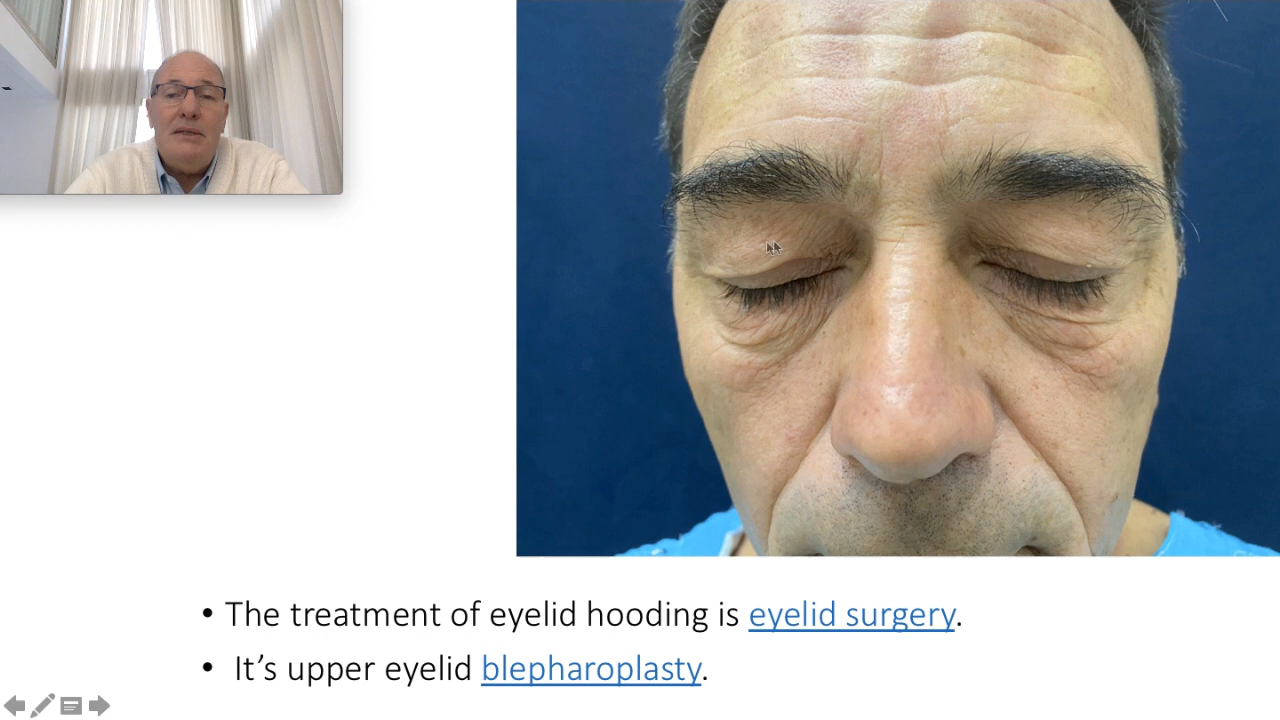 • The treatment of eyelid hooding is eyelid surgery.
• It’s upper eyelid blepharoplasty.